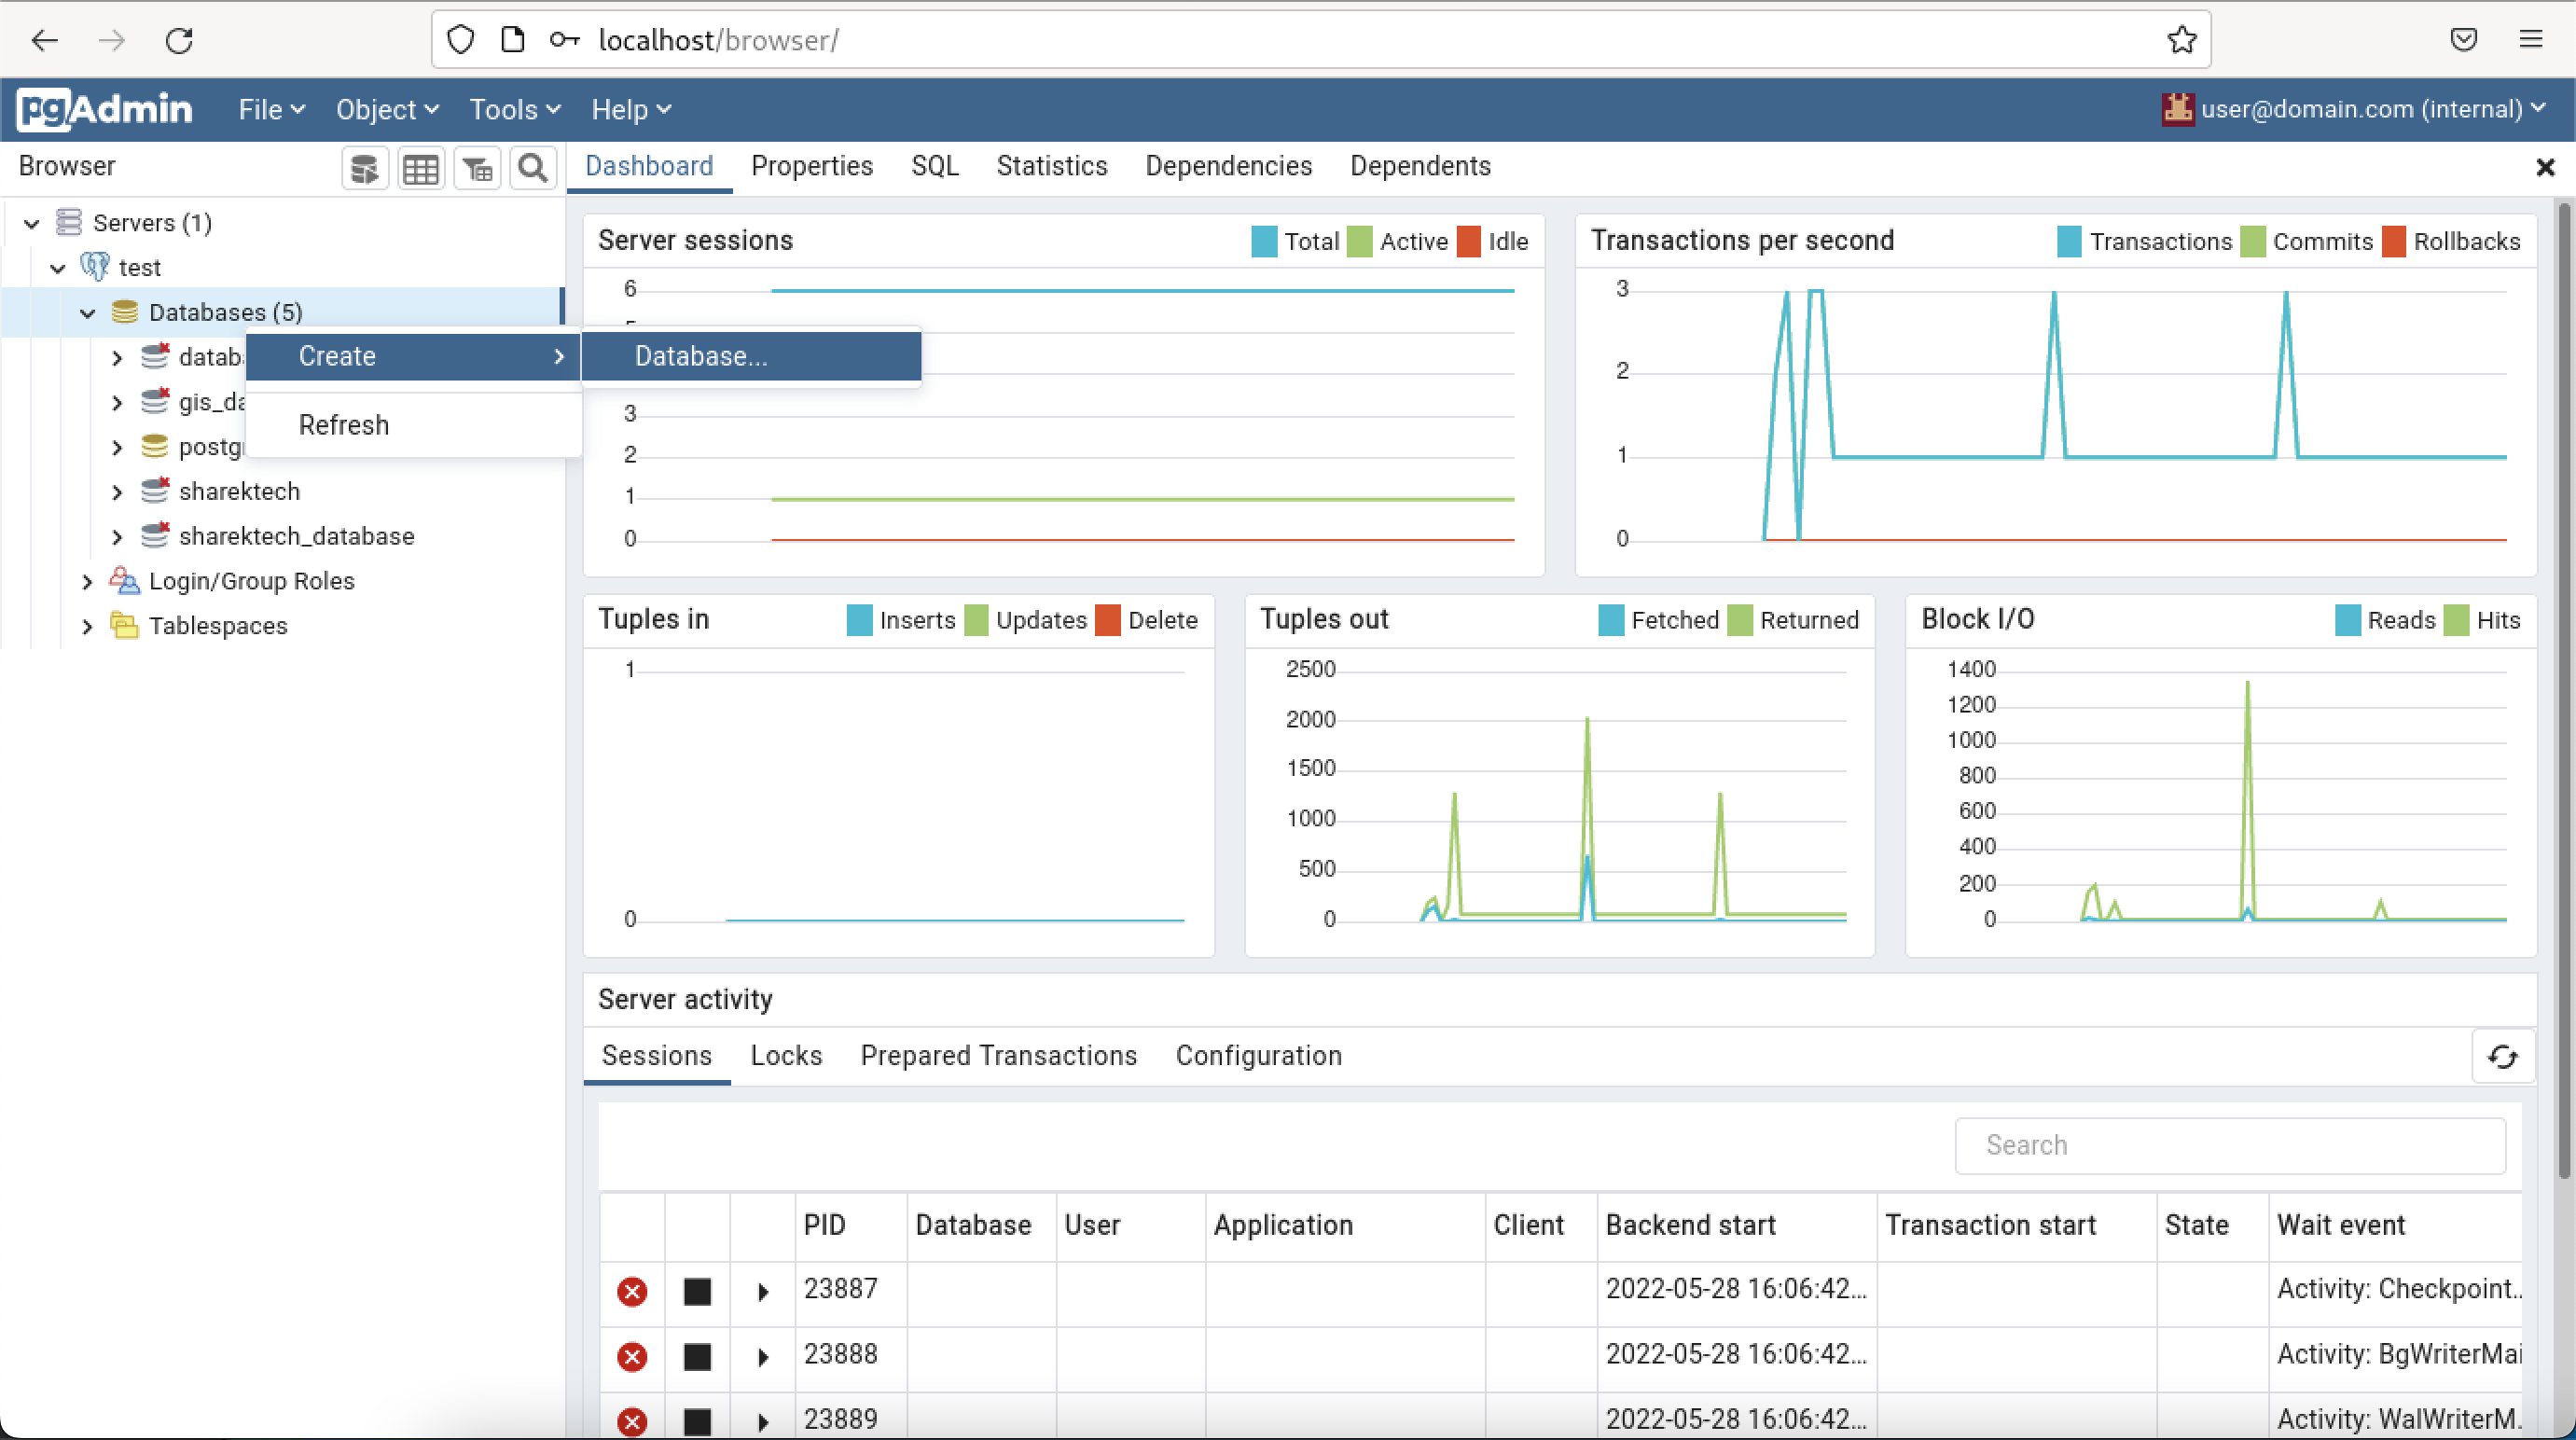 localhost/browser/
pgAdmin File Object Tools Help user@domain.com (internal)
Browser
Dashboard Properties SQL Statistics Dependencies Dependents
Servers (1)
test
Databases (5)
Create
Database...
Refresh
sharektech
sharektech_database
Login/Group Roles
Tablespaces
Server sessions Total Active Idle
6
3
2
1
0
Transactions per second Transactions Commits Rollbacks
3
2
1
0
Tuples in Inserts Updates Delete
1
0
Tuples out Fetched Returned
2500
2000
1500
1000
500
0
Block I/O Reads Hits
1400
1200
1000
800
600
400
200
0
Server activity
Sessions Locks Prepared Transactions Configuration
Search
PID Database User Application Client Backend start Transaction start State Wait event
23887 2022-05-28 16:06:42... Activity: Checkpoint...
23888 2022-05-28 16:06:42... Activity: BgWriterMai
23889 2022-05-28 16:06:42... Activity: WalWriterM...